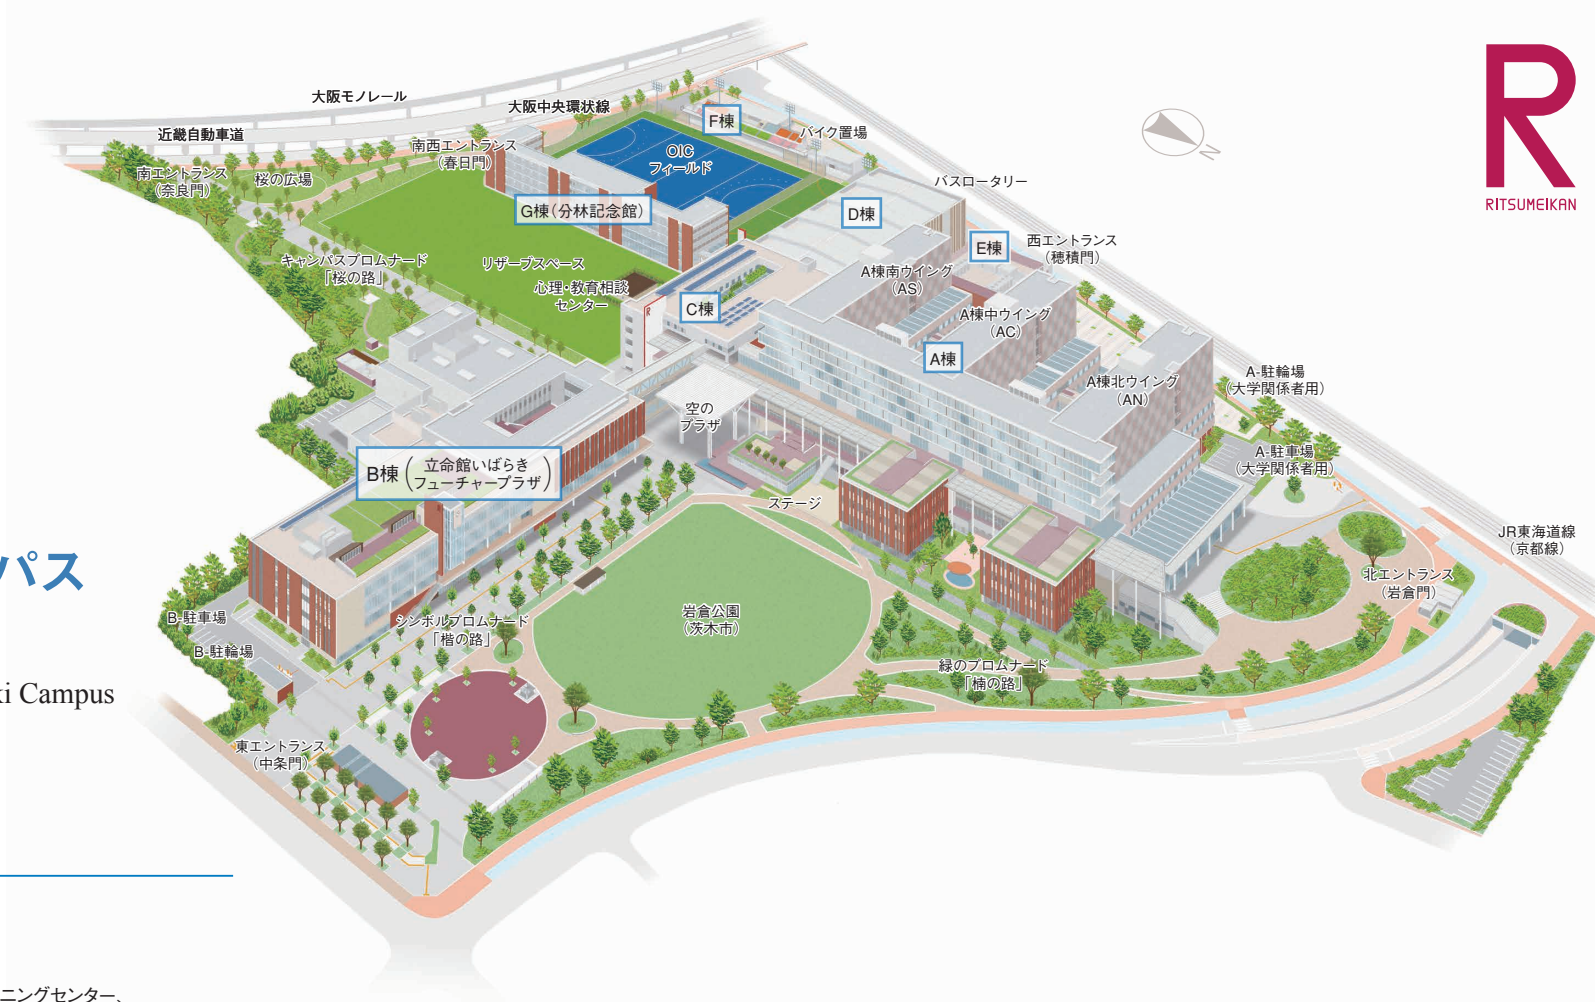 大阪モノレール
大阪中央環状線
近畿自動車道
F棟
バイク置場
OIC
フィールド
南西エントランス
(春日門)
南エントランス
(奈良門)
桜の広場
N
R
RITSUMEIKAN
バスロータリー
G棟(分林記念館)
D棟
E棟
西エントランス
(穂積門)
キャンパスプロムナード
「桜の路」
リザーブスペース
心理・教育相談
センター
A棟南ウイング
(AS)
R
C棟
A棟中ウイング
(AC)
A棟
A棟北ウイング
(AN)
A-駐輪場
(大学関係者用)
空の
プラザ
A-駐車場
(大学関係者用)
B棟(立命館いばらき
フューチャープラザ)
ステージ
JR東海道線
(京都線)
パス
北エントランス
(岩倉門)
B-駐車場
シンボルプロムナード
「楷の路」
岩倉公園
(茨木市)
B-駐輪場
緑のプロムナード
「楠の路」
ki Campus
東エントランス
(中条門)
ニングセンター、